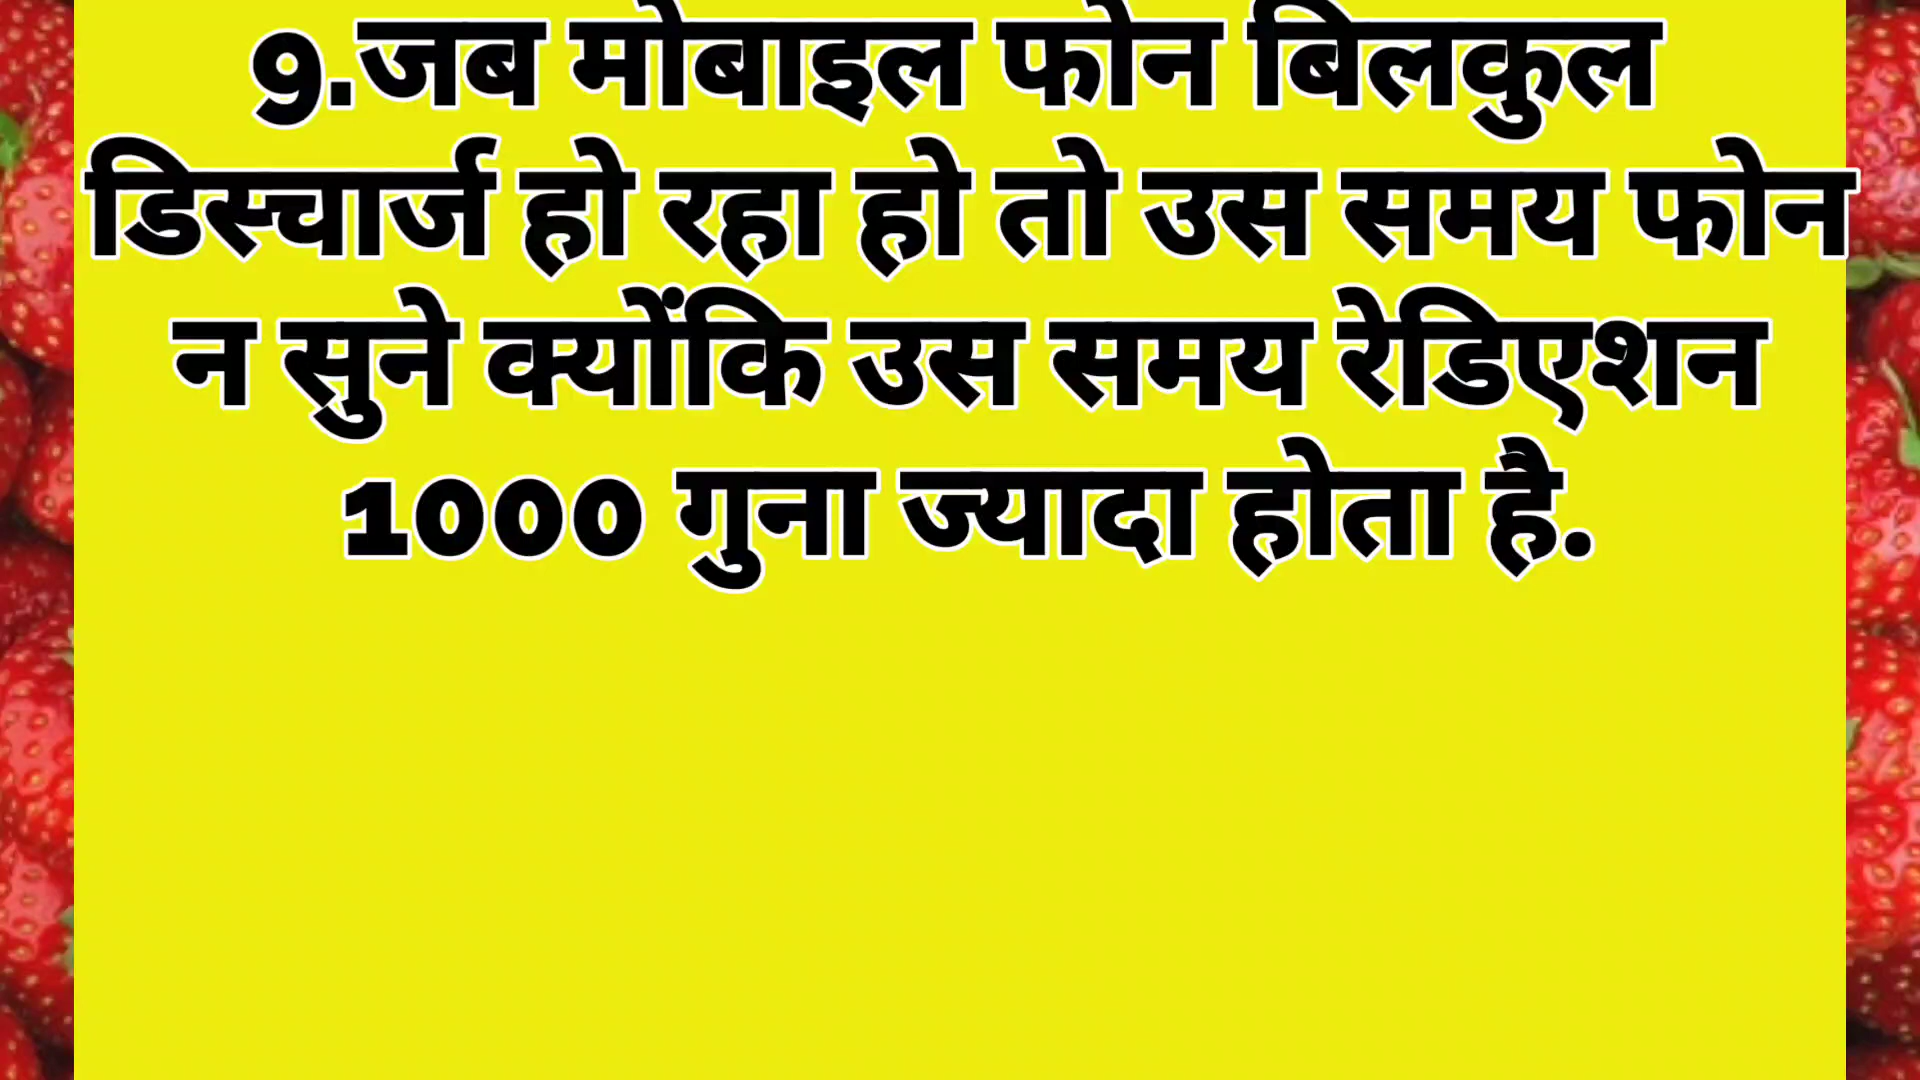 9.जब मोबाइल फोन बिलकुल
डिस्चार्ज हो रहा हो तो उस समय फोन
न सुने क्योंकि उस समय रेडिएशन
1000 गुना ज्यादा होता है.